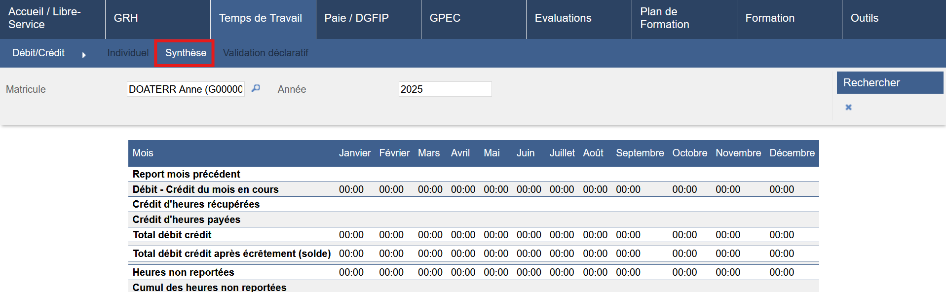 Accueil / Libre-Service GRH Temps de Travail Paie / DGFIP GPEC Evaluations Plan de Formation Formation Outils
Débit/Crédit Individuel Synthèse Validation déclaratif
Matricule DOATERR Anne (G0000C Année 2025 Rechercher
Mois Janvier Février Mars Avril Mai Juin Juillet Août Septembre Octobre Novembre Décembre
Report mois précédent
Débit - Crédit du mois en cours 00:00 00:00 00:00 00:00 00:00 00:00 00:00 00:00 00:00 00:00 00:00 00:00
Crédit d'heures récupérées
Crédit d'heures payées
Total débit crédit 00:00 00:00 00:00 00:00 00:00 00:00 00:00 00:00 00:00 00:00 00:00 00:00
Total débit crédit après écrêtement (solde) 00:00 00:00 00:00 00:00 00:00 00:00 00:00 00:00 00:00 00:00 00:00 00:00
Heures non reportées 00:00 00:00 00:00 00:00 00:00 00:00 00:00 00:00 00:00 00:00 00:00 00:00
Cumul des heures non reportées